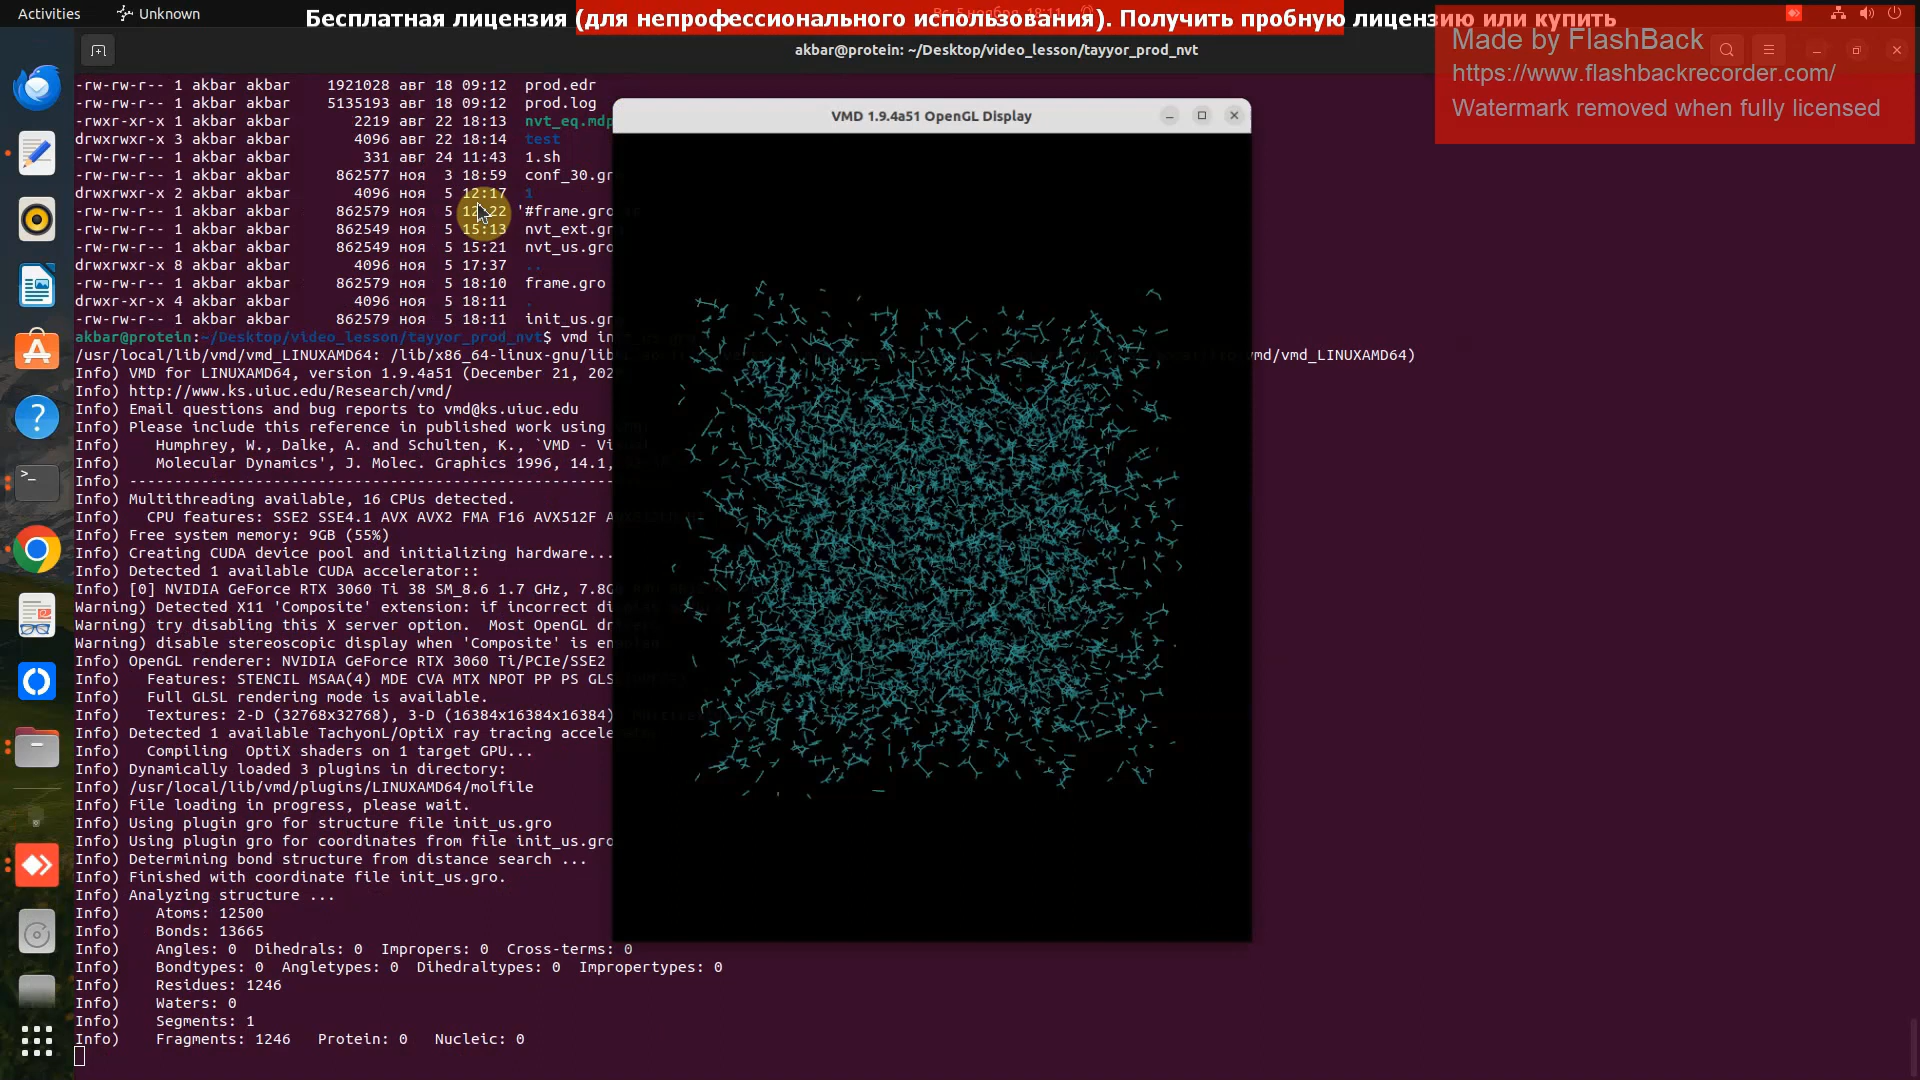 Activities
Unknown
Бесплатная лицензия (для непрофессионального использования). Получить пробную лицензию или купить
akbar@protein: ~/Desktop/video_lesson/tayyor_prod_nvt
Made by FlashBack
https://www.flashbackrecorder.com/
Watermark removed when fully licensed
-rw-rw-r-- 1 akbar akbar 1921028 авг 18 09:12 prod.edr
-rw-rw-r-- 1 akbar akbar 5135193 авг 18 09:12 prod.log
-rwxr-xr-x 1 akbar akbar 2219 авг 22 18:13 nvt_eq.mdp
drwxrwxr-x 3 akbar akbar 4096 авг 22 18:14 test
-rw-rw-r-- 1 akbar akbar 331 авг 24 11:43 1.sh
-rw-rw-r-- 1 akbar akbar 862577 ноя 3 18:59 conf_30.gr
drwxrwxr-x 2 akbar akbar 4096 ноя 5 12:17 1
-rw-rw-r-- 1 akbar akbar 862579 ноя 5 12:22 '#frame.gro
-rw-rw-r-- 1 akbar akbar 862549 ноя 5 15:13 nvt_ext.gr
-rw-rw-r-- 1 akbar akbar 862549 ноя 5 15:21 nvt_us.gro
drwxrwxr-x 8 akbar akbar 4096 ноя 5 17:37 ..
-rw-rw-r-- 1 akbar akbar 862579 ноя 5 18:10 frame.gro
drwxr-xr-x 4 akbar akbar 4096 ноя 5 18:11 .
-rw-rw-r-- 1 akbar akbar 862579 ноя 5 18:11 init_us.gr
akbar@protein:~/Desktop/video_lesson/tayyor_prod_nvt$ vmd in
/usr/local/lib/vmd/vmd_LINUXAMD64: /lib/x86_64-linux-gnu/lib vmd/vmd_LINUXAMD64)
Info) VMD for LINUXAMD64, version 1.9.4a51 (December 21, 202
Info) http://www.ks.uiuc.edu/Research/vmd/
Info) Email questions and bug reports to vmd@ks.uiuc.edu
Info) Please include this reference in published work using
Info) Humphrey, W., Dalke, A. and Schulten, K., `VMD - Vi
Info) Molecular Dynamics', J. Molec. Graphics 1996, 14.1,
Info) ------------------------------------------------------
Info) Multithreading available, 16 CPUs detected.
Info) CPU features: SSE2 SSE4.1 AVX AVX2 FMA F16 AVX512F A
Info) Free system memory: 9GB (55%)
Info) Creating CUDA device pool and initializing hardware...
Info) Detected 1 available CUDA accelerator::
Info) [0] NVIDIA GeForce RTX 3060 Ti 38 SM_8.6 1.7 GHz, 7.8G
Warning) Detected X11 'Composite' extension: if incorrect di
Warning) try disabling this X server option. Most OpenGL dr
Warning) disable stereoscopic display when 'Composite' is en
Info) OpenGL renderer: NVIDIA GeForce RTX 3060 Ti/PCIe/SSE2
Info) Features: STENCIL MSAA(4) MDE CVA MTX NPOT PP PS GLS
Info) Full GLSL rendering mode is available.
Info) Textures: 2-D (32768x32768), 3-D (16384x16384x16384)
Info) Detected 1 available TachyonL/OptiX ray tracing accele
Info) Compiling OptiX shaders on 1 target GPU...
Info) Dynamically loaded 3 plugins in directory:
Info) /usr/local/lib/vmd/plugins/LINUXAMD64/molfile
Info) File loading in progress, please wait.
Info) Using plugin gro for structure file init_us.gro
Info) Using plugin gro for coordinates from file init_us.gro
Info) Determining bond structure from distance search ...
Info) Finished with coordinate file init_us.gro.
Info) Analyzing structure ...
Info) Atoms: 12500
Info) Bonds: 13665
Info) Angles: 0 Dihedrals: 0 Impropers: 0 Cross-terms: 0
Info) Bondtypes: 0 Angletypes: 0 Dihedraltypes: 0 Impropertypes: 0
Info) Residues: 1246
Info) Waters: 0
Info) Segments: 1
Info) Fragments: 1246 Protein: 0 Nucleic: 0
VMD 1.9.4a51 OpenGL Display